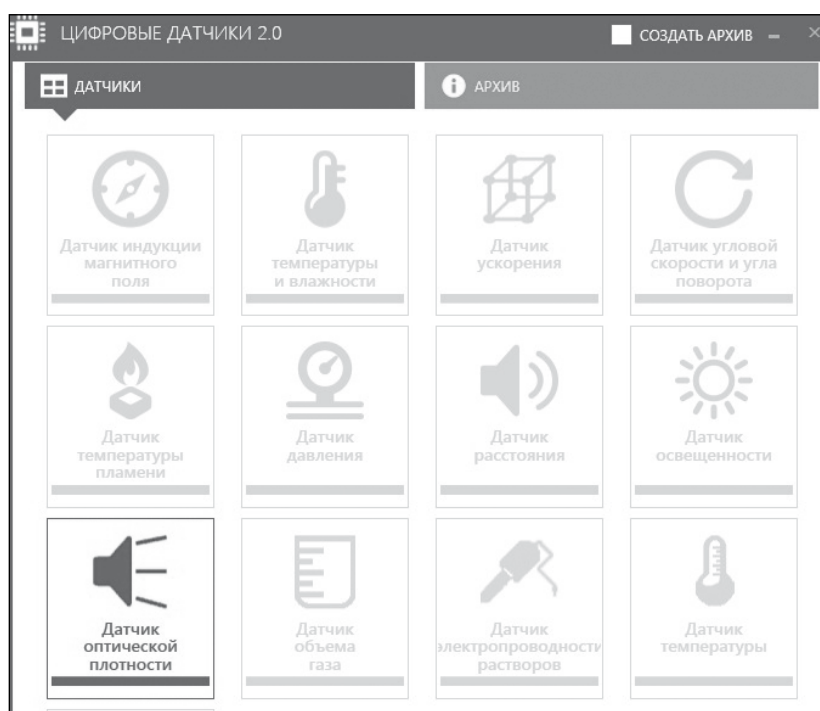 ЦИФРОВЫЕ ДАТЧИКИ 2.0
СОЗДАТЬ АРХИВ
ДАТЧИКИ
АРХИВ
Датчик индукции
магнитного
поля
Датчик
температуры
и влажности
Датчик
ускорения
Датчик угловой
скорости и угла
поворота
Датчик
температуры
пламени
Датчик
давления
Датчик
расстояния
Датчик
освещенности
Датчик
оптической
плотности
Датчик
объема
газа
Датчик
электропроводности
растворов
Датчик
температуры